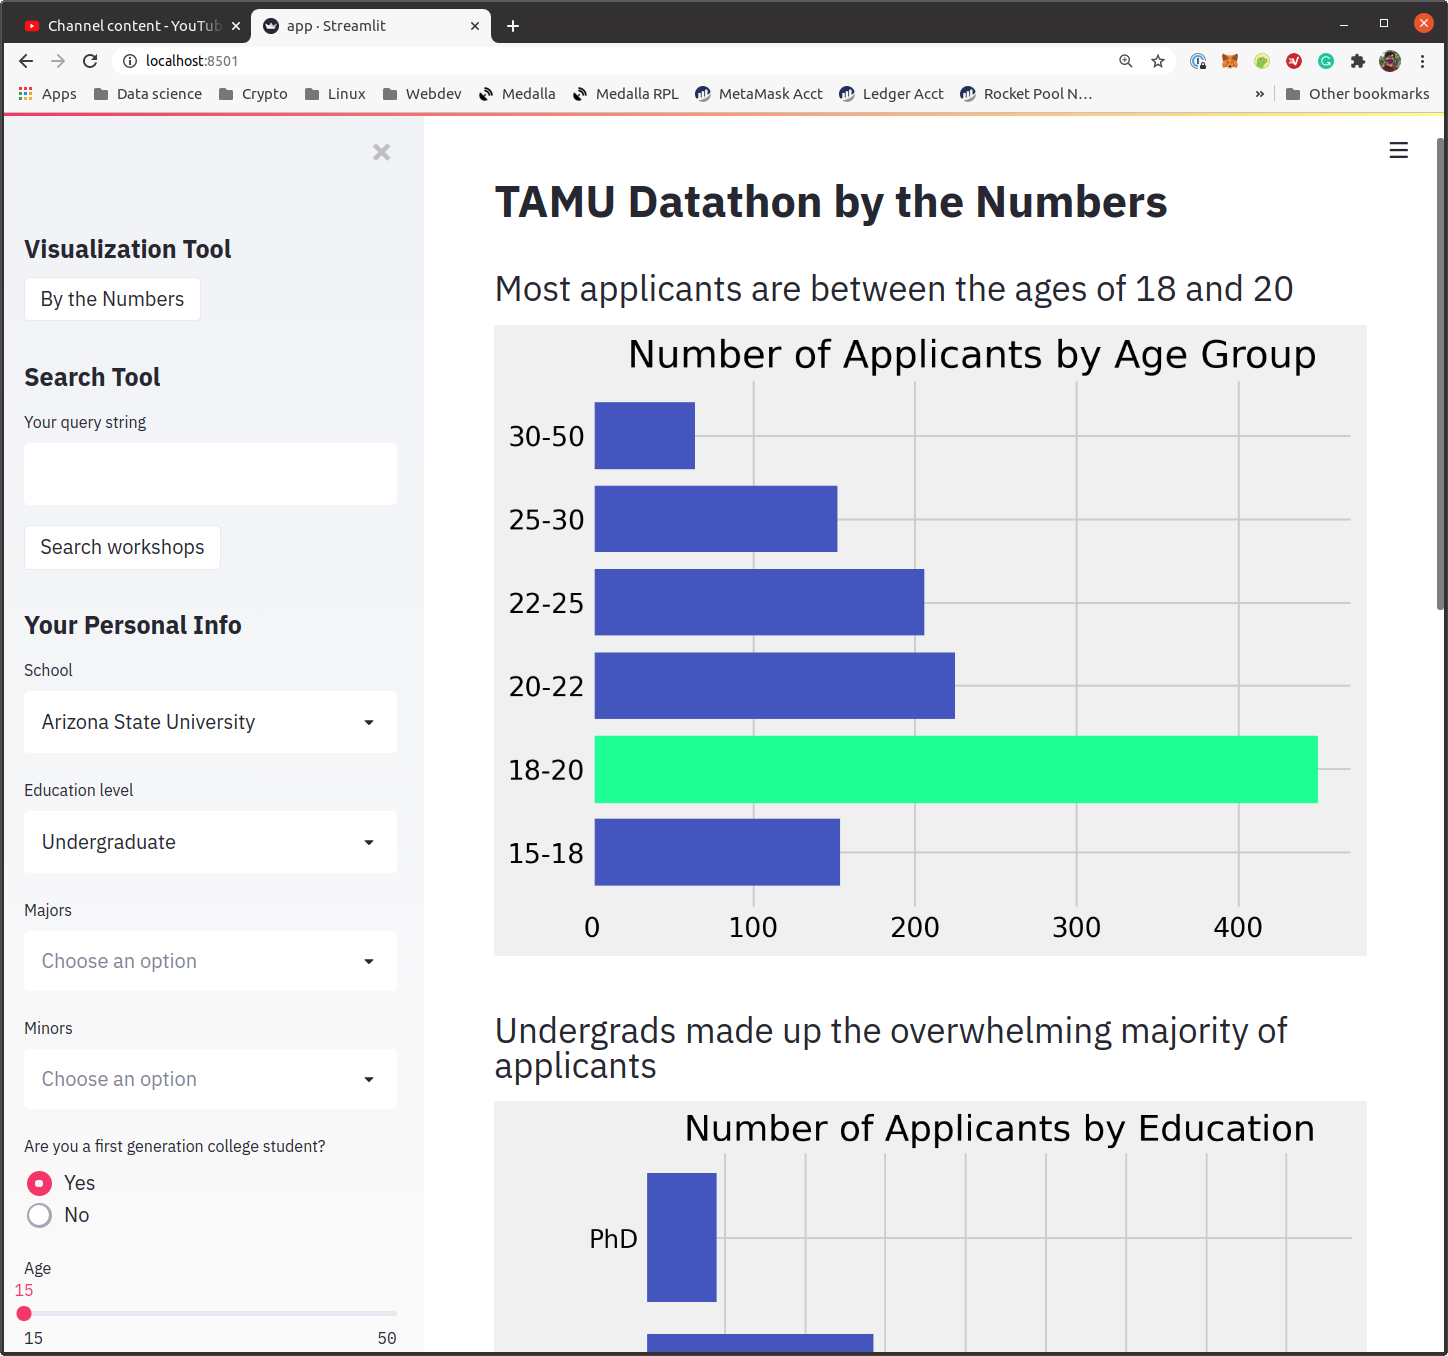 Channel content - YouTub
app · Streamlit
localhost:8501
Apps
Data science
Crypto
Linux
Webdev
Medalla
Medalla RPL
MetaMask Acct
Ledger Acct
Rocket Pool N...
»
Other bookmarks
Visualization Tool
By the Numbers
Search Tool
Your query string
Search workshops
Your Personal Info
School
Arizona State University
Education level
Undergraduate
Majors
Choose an option
Minors
Choose an option
Are you a first generation college student?
Yes
No
Age
15
15 50
TAMU Datathon by the Numbers
Most applicants are between the ages of 18 and 20
Number of Applicants by Age Group
30-50
25-30
22-25
20-22
18-20
15-18
0 100 200 300 400
Undergrads made up the overwhelming majority of
applicants
Number of Applicants by Education
PhD